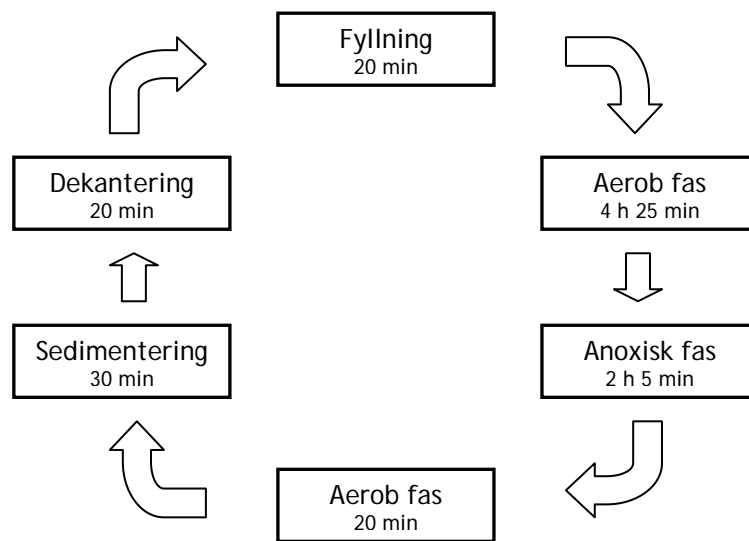 Fyllning
20 min
Aerob fas
4 h 25 min
Anoxisk fas
2 h 5 min
Aerob fas
20 min
Sedimentering
30 min
Dekantering
20 min